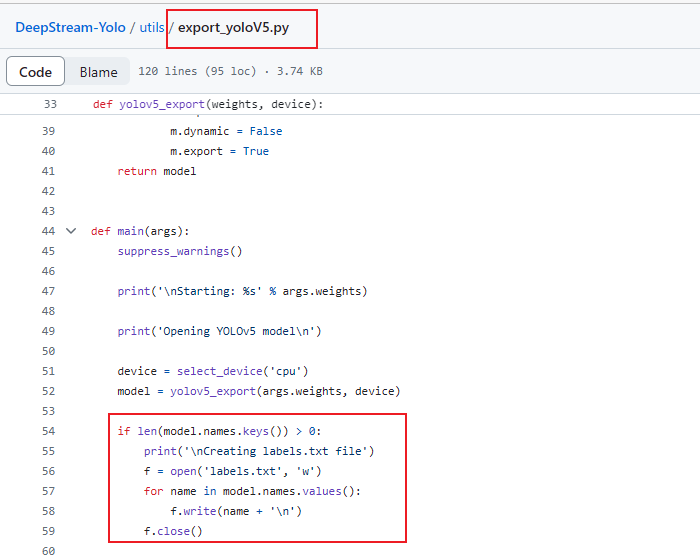 DeepStream-Yolo / utils / export_yoloV5.py
Code Blame 120 lines (95 loc) · 3.74 KB
33 def yolov5_export(weights, device):
39 m.dynamic = False
40 m.export = True
41 return model
42
43
44 def main(args):
45 suppress_warnings()
46
47 print('\nStarting: %s' % args.weights)
48
49 print('Opening YOLOv5 model\n')
50
51 device = select_device('cpu')
52 model = yolov5_export(args.weights, device)
53
54 if len(model.names.keys()) > 0:
55 print('\nCreating labels.txt file')
56 f = open('labels.txt', 'w')
57 for name in model.names.values():
58 f.write(name + '\n')
59 f.close()
60